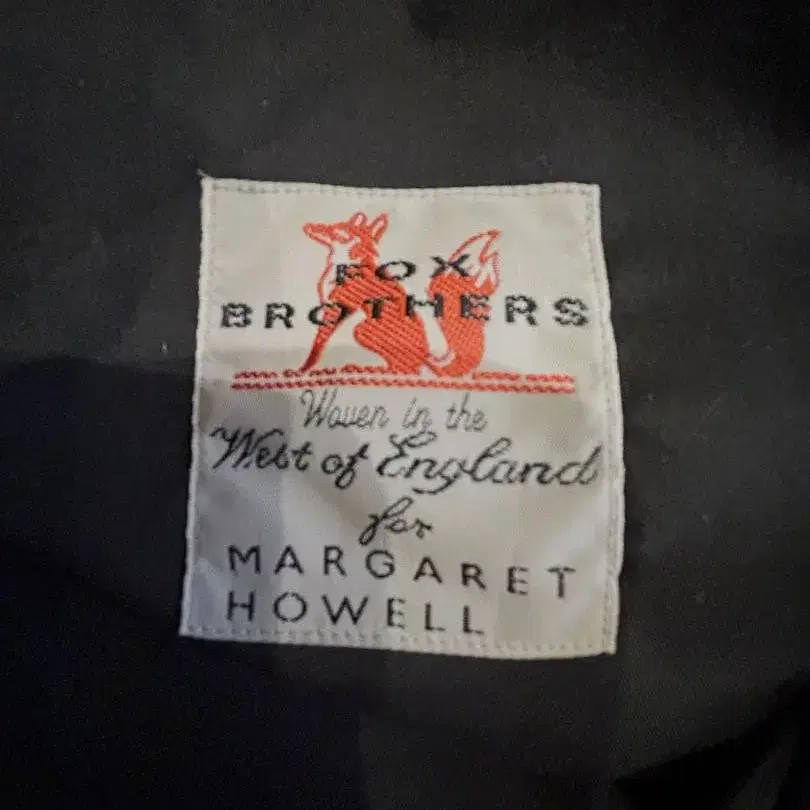 FOX
BROTHERS
Woven in the
West of England
for
MARGARET
HOWELL